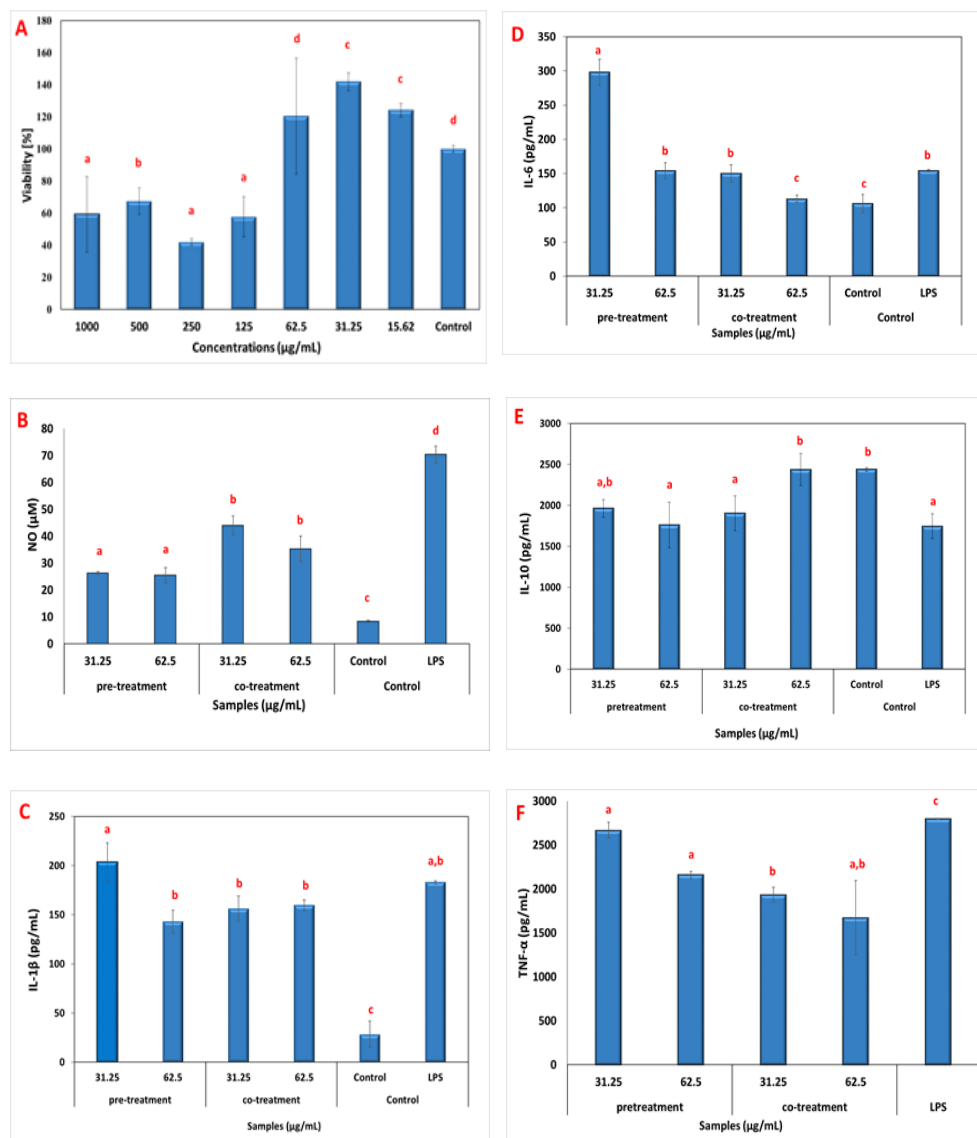 A
180
160
140
120
100
80
60
40
20
0
Viability [%]
a b a a d c c d
1000 500 250 125 62.5 31.25 15.62 Control
Concentrations (µg/mL)
D
350
300
250
200
150
100
50
0
IL-6 (pg/mL)
a b b c c b
31.25 62.5 31.25 62.5 Control LPS
pre-treatment co-treatment Control
Samples (µg/mL)
B
80
70
60
50
40
30
20
10
0
NO (µM)
a a b b c d
31.25 62.5 31.25 62.5 Control LPS
pre-treatment co-treatment Control
Samples (µg/mL)
E
3000
2500
2000
1500
1000
500
0
IL-10 (pg/mL)
a,b a a b b a
31.25 62.5 31.25 62.5 Control LPS
pretreatment co-treatment Control
Samples (µg/mL)
C
250
200
150
100
50
0
IL-1β (pg/mL)
a b b b c a,b
31.25 62.5 31.25 62.5 Control LPS
pre-treatment co-treatment Control
Samples (µg/mL)
F
3000
2500
2000
1500
1000
500
0
TNF-α (pg/mL)
a a b a,b c
31.25 62.5 31.25 62.5
pretreatment co-treatment LPS
Samples (µg/mL)